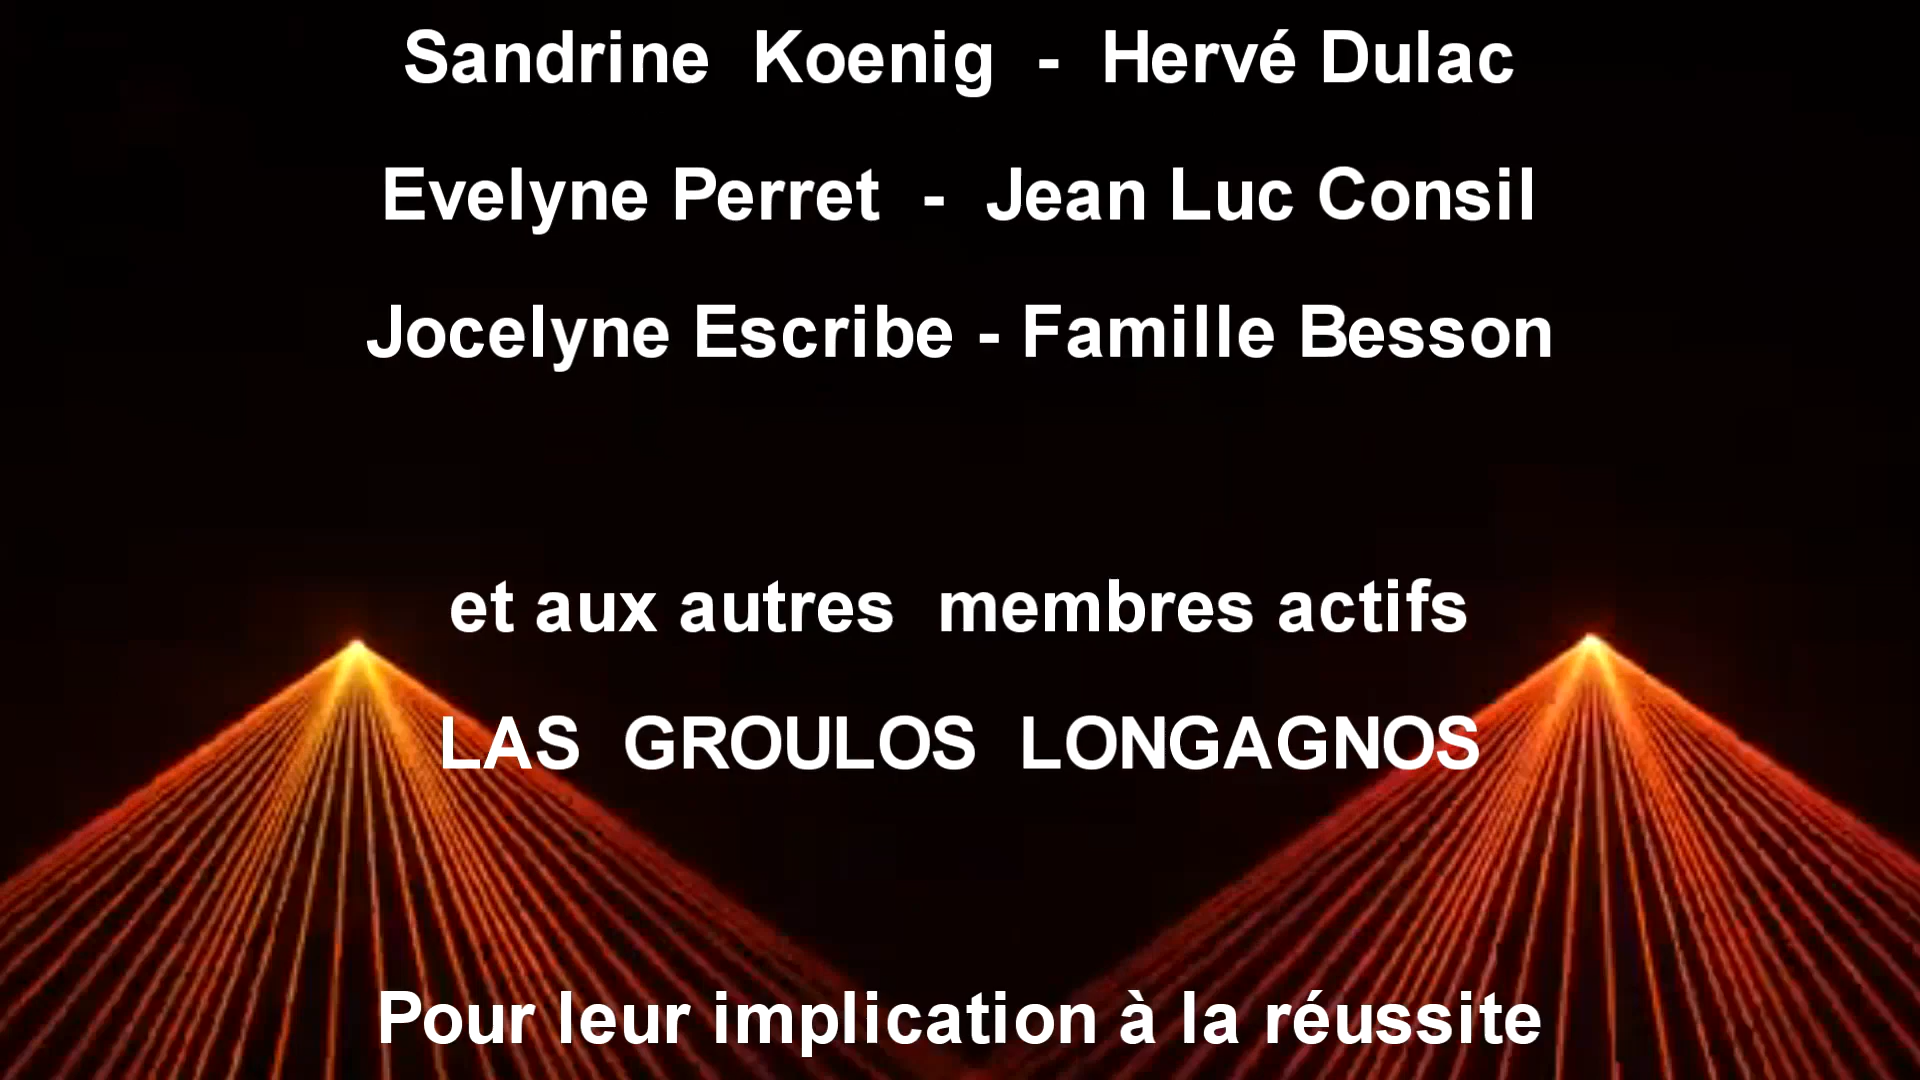 Sandrine Koenig - Hervé Dulac
Evelyne Perret - Jean Luc Consil
Jocelyne Escribe - Famille Besson
et aux autres membres actifs
LAS GROULOS LONGAGNOS
Pour leur implication à la réussite